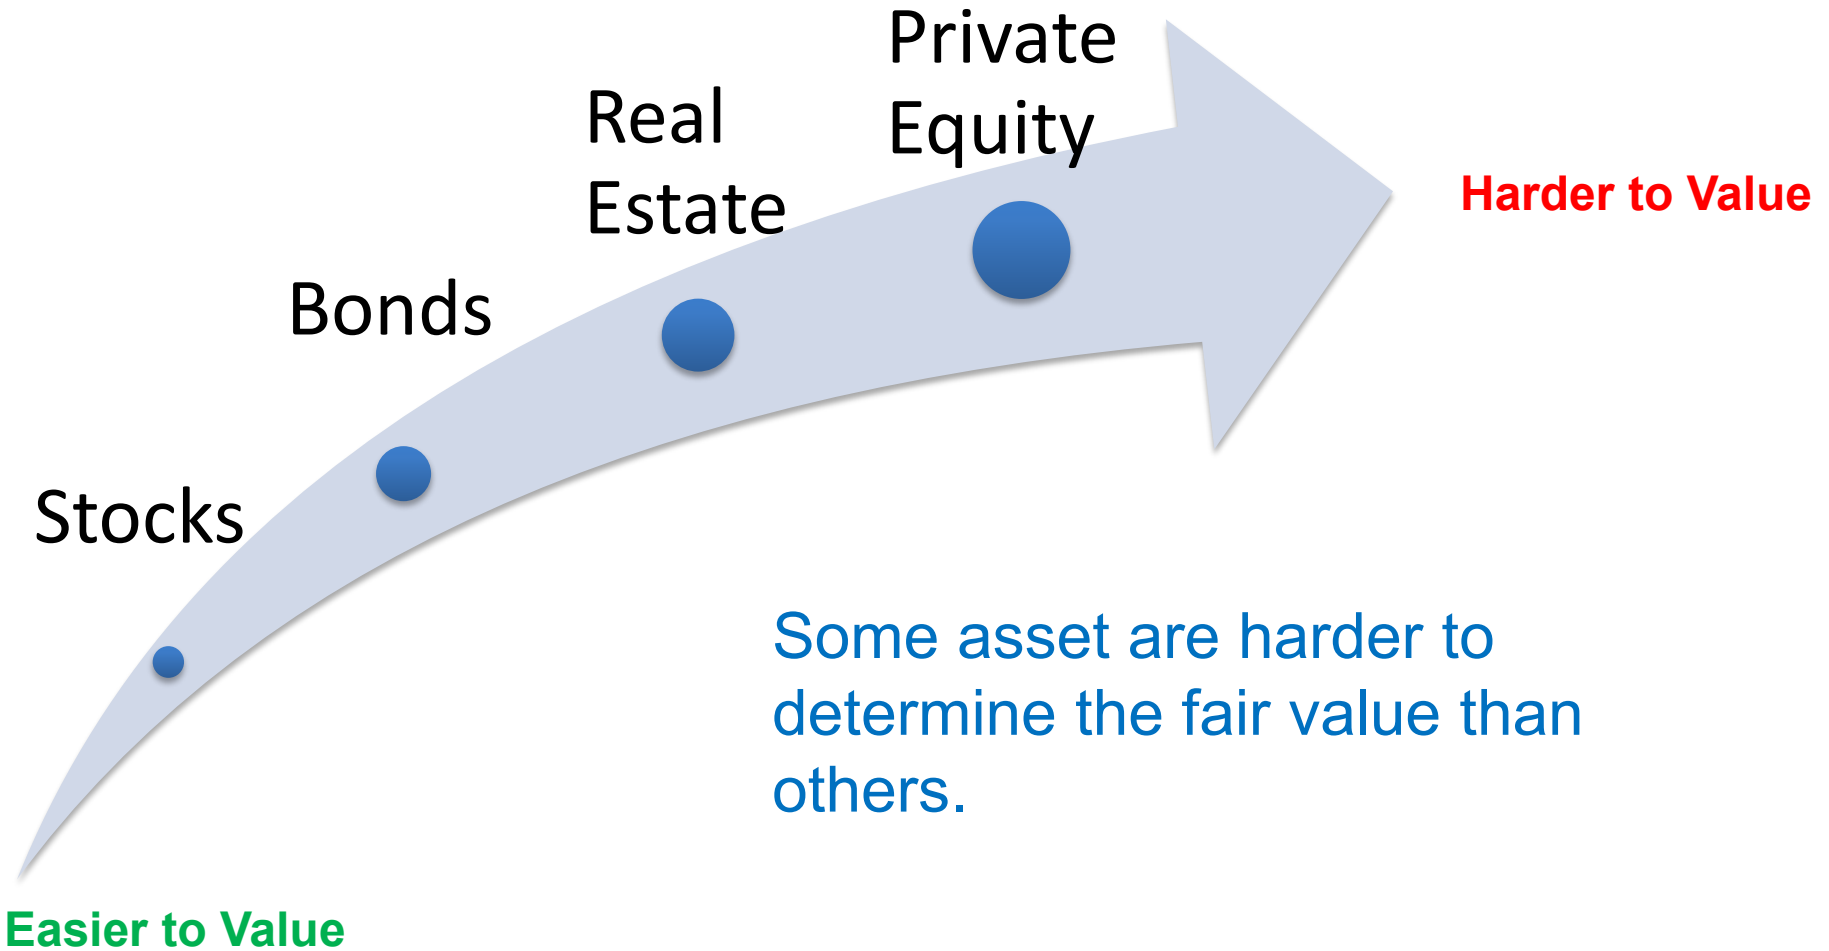 Private
Equity
Real
Estate
Harder to Value
Bonds
Stocks
Some asset are harder to
determine the fair value than
others.
Easier to Value